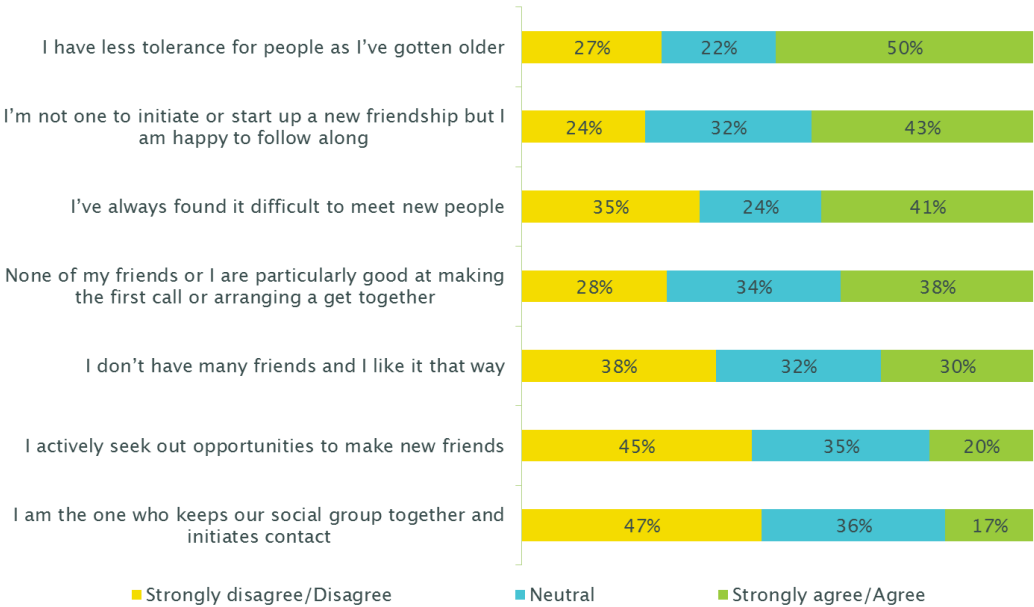 I have less tolerance for people as I’ve gotten older
27% 22% 50%
I’m not one to initiate or start up a new friendship but I
am happy to follow along
24% 32% 43%
I’ve always found it difficult to meet new people
35% 24% 41%
None of my friends or I are particularly good at making
the first call or arranging a get together
28% 34% 38%
I don’t have many friends and I like it that way
38% 32% 30%
I actively seek out opportunities to make new friends
45% 35% 20%
I am the one who keeps our social group together and
initiates contact
47% 36% 17%
Strongly disagree/Disagree Neutral Strongly agree/Agree